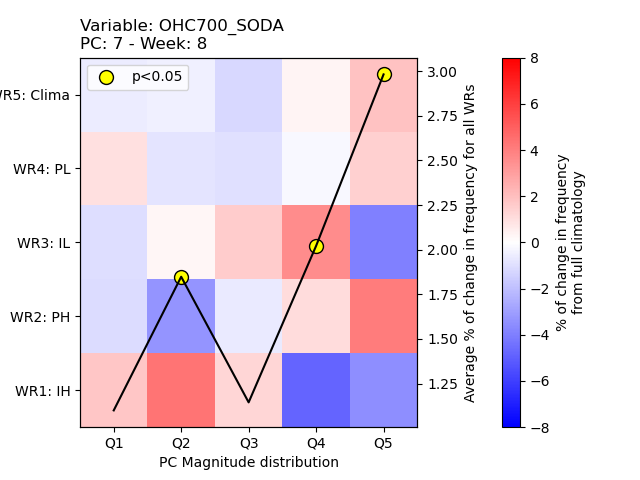 Variable: OHC700_SODA
PC: 7 - Week: 8
p<0.05
WR5: Clima
WR4: PL
WR3: IL
WR2: PH
WR1: IH
Q1 Q2 Q3 Q4 Q5
PC Magnitude distribution
3.00
2.75
2.50
2.25
2.00
1.75
1.50
1.25
Average % of change in frequency for all WRs
8
6
4
2
0
−2
−4
−6
−8
% of change in frequency
from full climatology